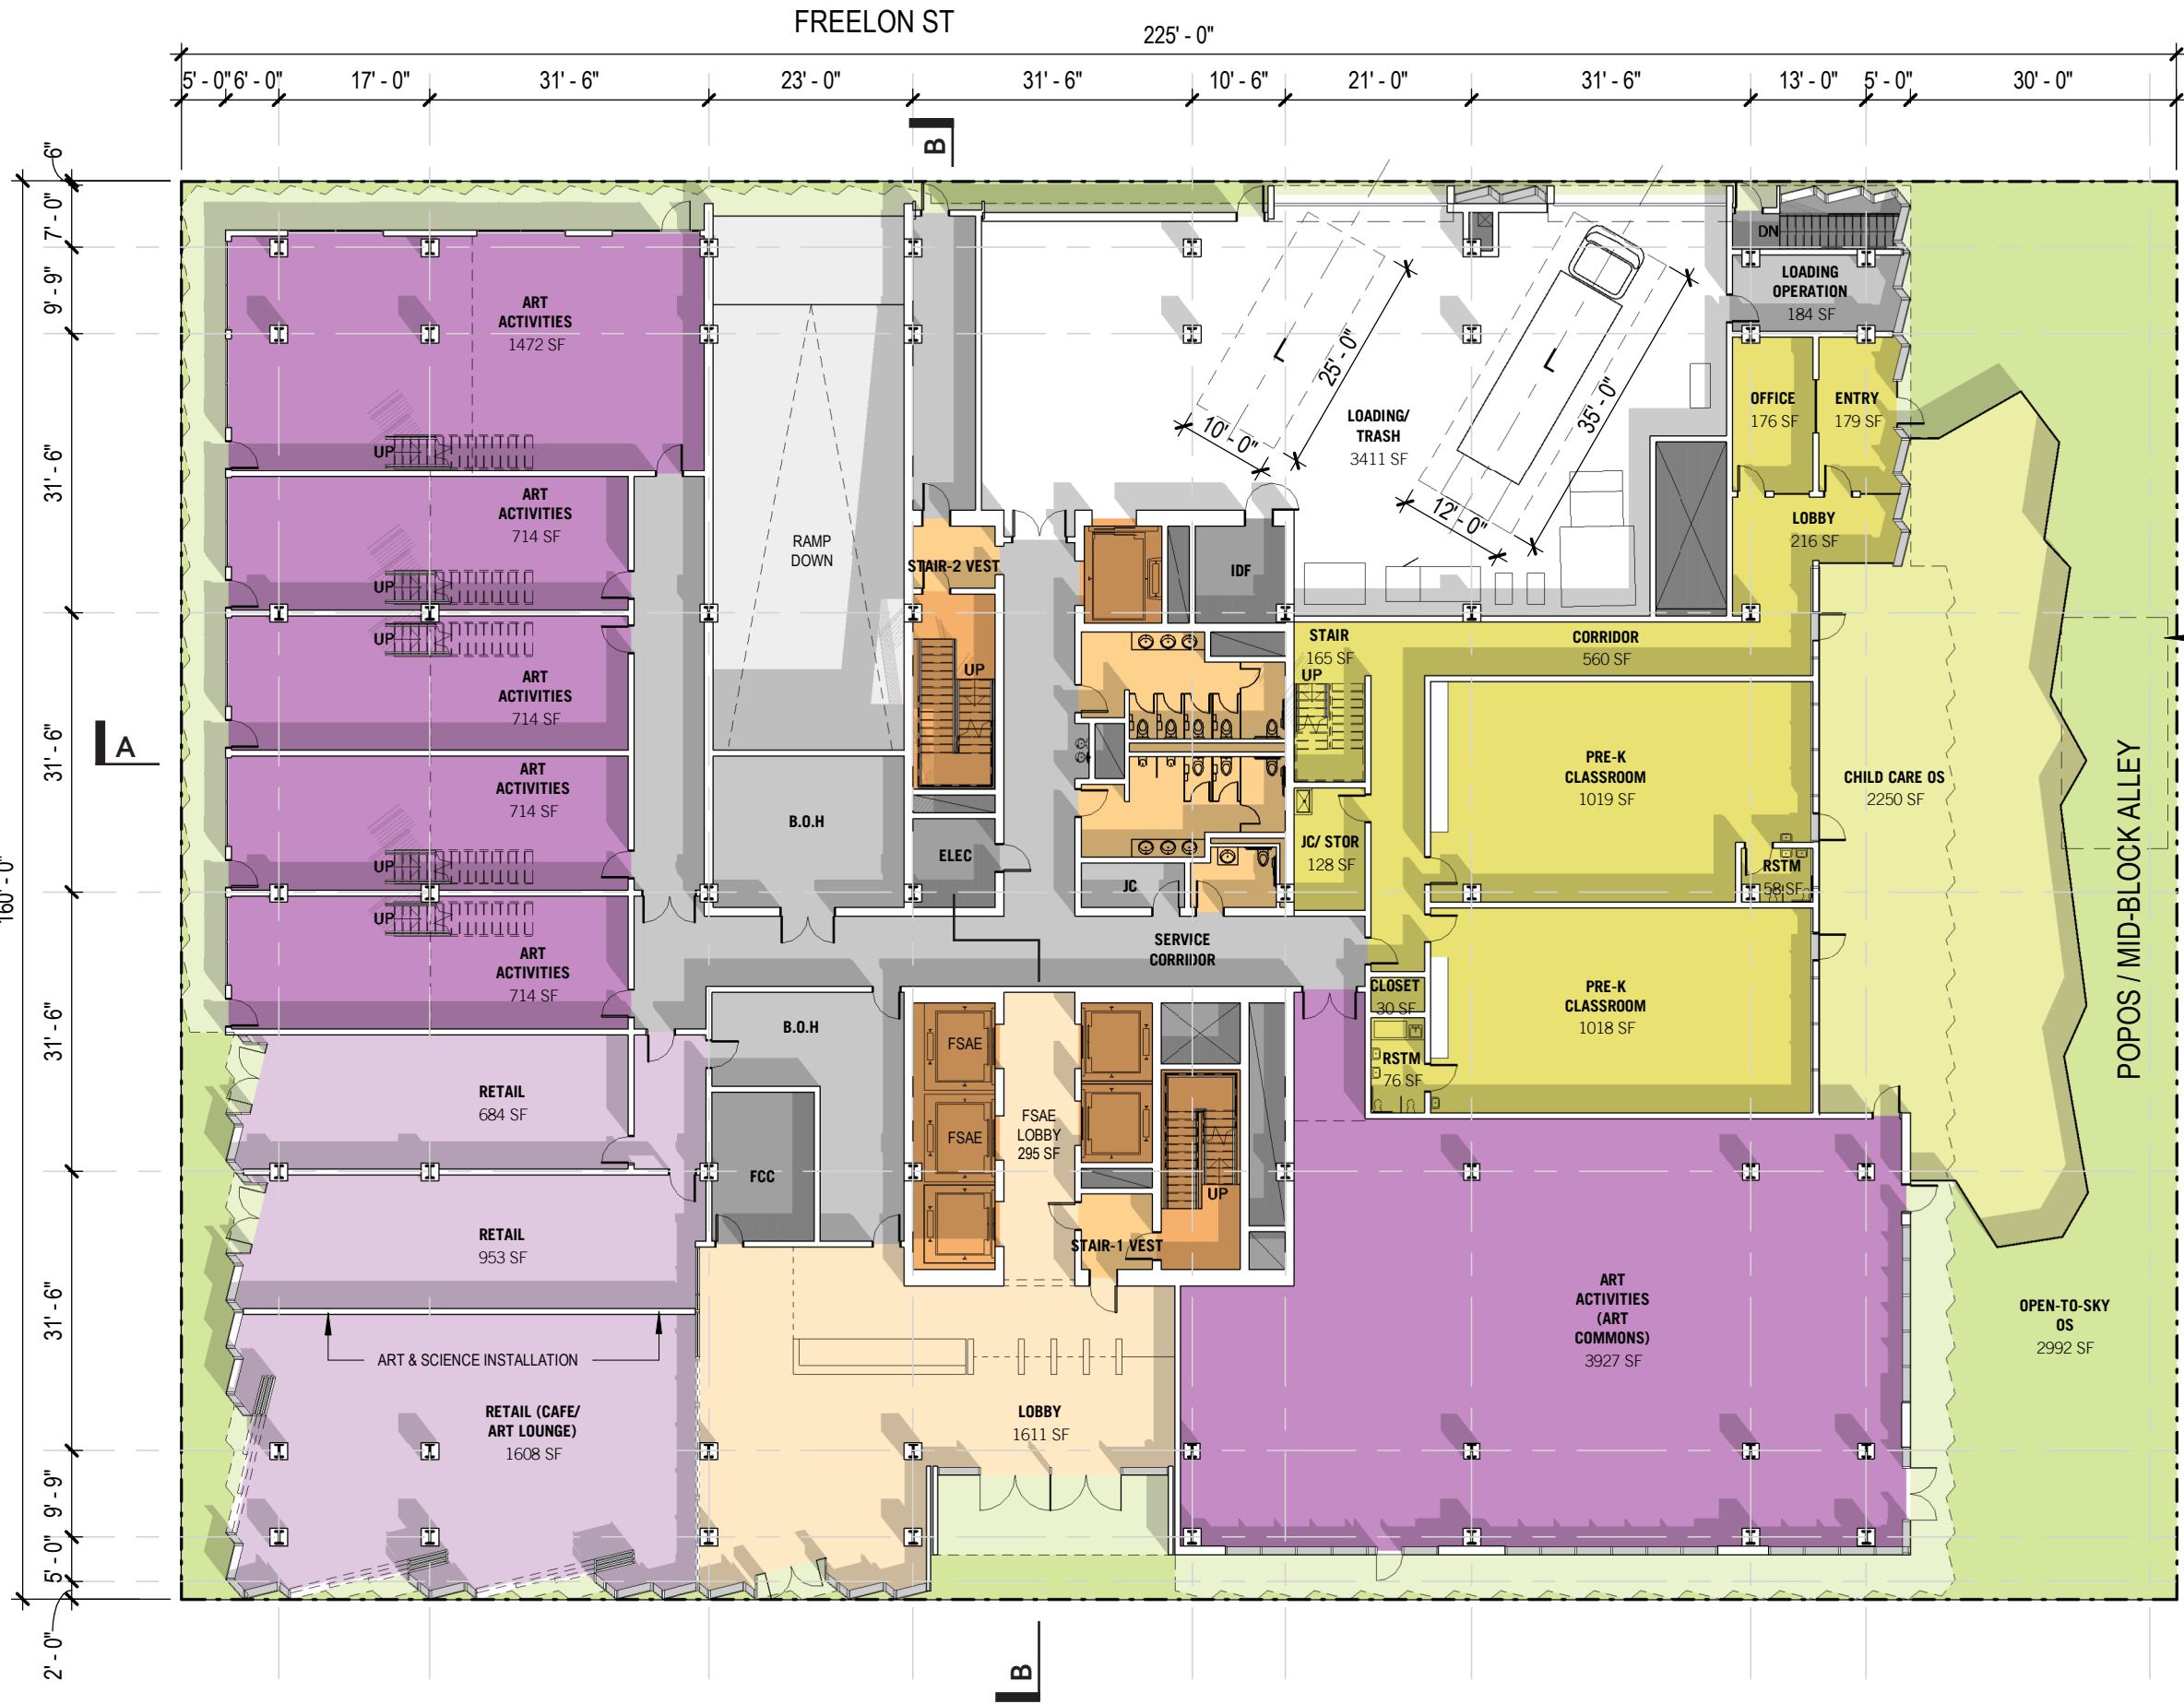 FREELON ST
225' - 0"
5' - 0" 6' - 0" 17' - 0" 31' - 6" 23' - 0" 31' - 6" 10' - 6" 21' - 0" 31' - 6" 13' - 0" 5' - 0" 30' - 0"
B
6"
7' - 0"
9' - 9"
31' - 6"
31' - 6"
31' - 6"
31' - 6"
9' - 9"
5' - 0"
2' - 0"
160' - 0"
A
ART
ACTIVITIES
1472 SF
UP
ART
ACTIVITIES
714 SF
UP
UP
ART
ACTIVITIES
714 SF
ART
ACTIVITIES
714 SF
UP
UP
ART
ACTIVITIES
714 SF
RETAIL
684 SF
RETAIL
953 SF
ART & SCIENCE INSTALLATION
RETAIL (CAFE/
ART LOUNGE)
1608 SF
RAMP
DOWN
B.O.H
B.O.H
FCC
STAIR-2 VEST
UP
ELEC
JC
IDF
SERVICE
CORRIDOR
FSAE
FSAE
FSAE
LOBBY
295 SF
STAIR-1 VEST
UP
LOBBY
1611 SF
LOADING/
TRASH
3411 SF
25' - 0"
10' - 0"
35' - 0"
12' - 0"
L
L
DN
LOADING
OPERATION
184 SF
OFFICE
176 SF
ENTRY
179 SF
LOBBY
216 SF
STAIR
165 SF
UP
CORRIDOR
560 SF
PRE-K
CLASSROOM
1019 SF
JC/ STOR
128 SF
RSTM
58 SF
CLOSET
30 SF
PRE-K
CLASSROOM
1018 SF
RSTM
76 SF
CHILD CARE OS
2250 SF
POPOS / MID-BLOCK ALLEY
ART
ACTIVITIES
(ART
COMMONS)
3927 SF
OPEN-TO-SKY
OS
2992 SF
B